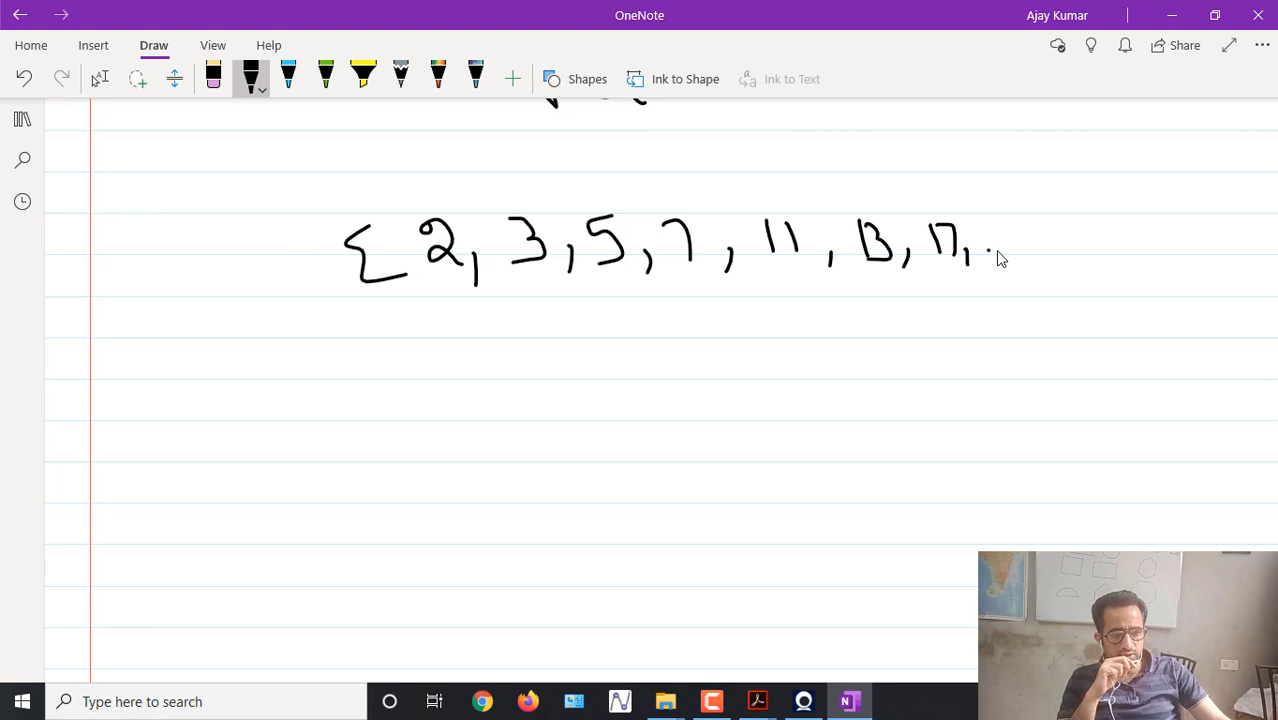 OneNote
Ajay Kumar
Home Insert Draw View Help
Share
Shapes Ink to Shape Ink to Text
{ 2, 3, 5, 7, 11, 13, 17, .
Type here to search